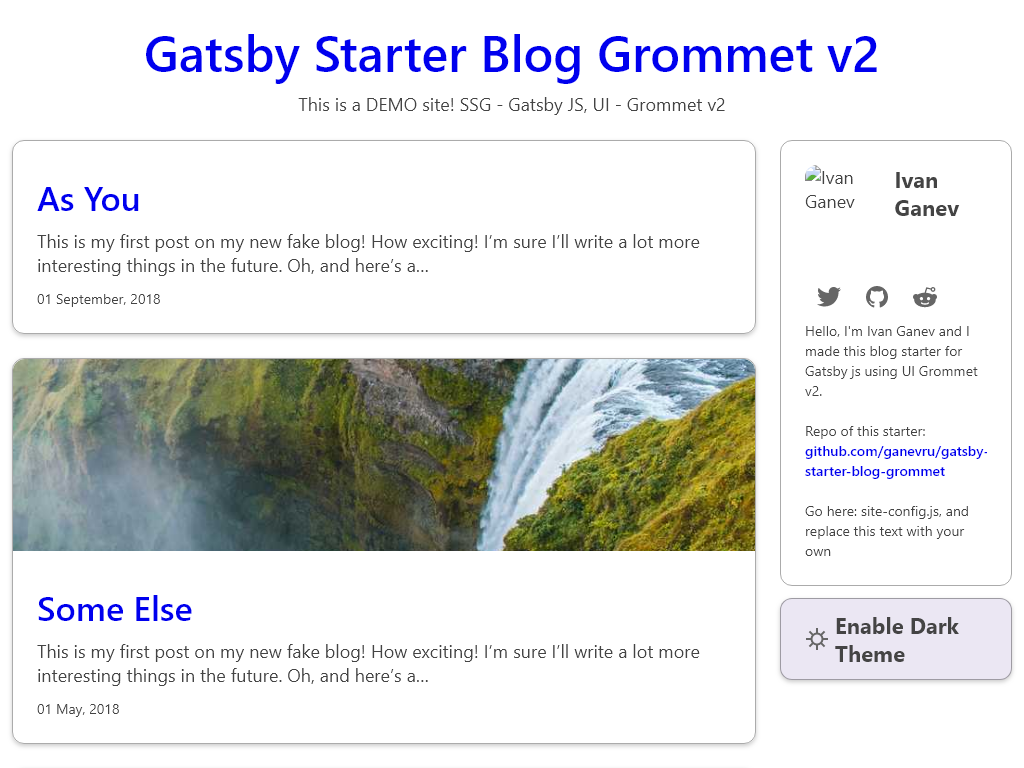 Gatsby Starter Blog Grommet v2
This is a DEMO site! SSG - Gatsby JS, UI - Grommet v2
As You
This is my first post on my new fake blog! How exciting! I’m sure I’ll write a lot more
interesting things in the future. Oh, and here’s a…
01 September, 2018
Some Else
This is my first post on my new fake blog! How exciting! I’m sure I’ll write a lot more
interesting things in the future. Oh, and here’s a…
01 May, 2018
Ivan
Ganev
Ivan
Ganev
Hello, I'm Ivan Ganev and I
made this blog starter for
Gatsby js using UI Grommet
v2.
Repo of this starter:
github.com/ganevru/gatsby-
starter-blog-grommet
Go here: site-config.js, and
replace this text with your
own
Enable Dark
Theme